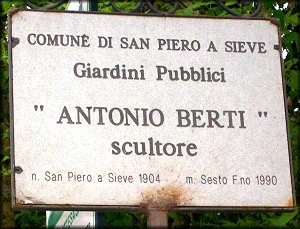 COMUNE DI SAN PIERO A SIEVE
Giardini Pubblici
" ANTONIO BERTI "
scultore
n. San Piero a Sieve 1904 m. Sesto F.no 1990